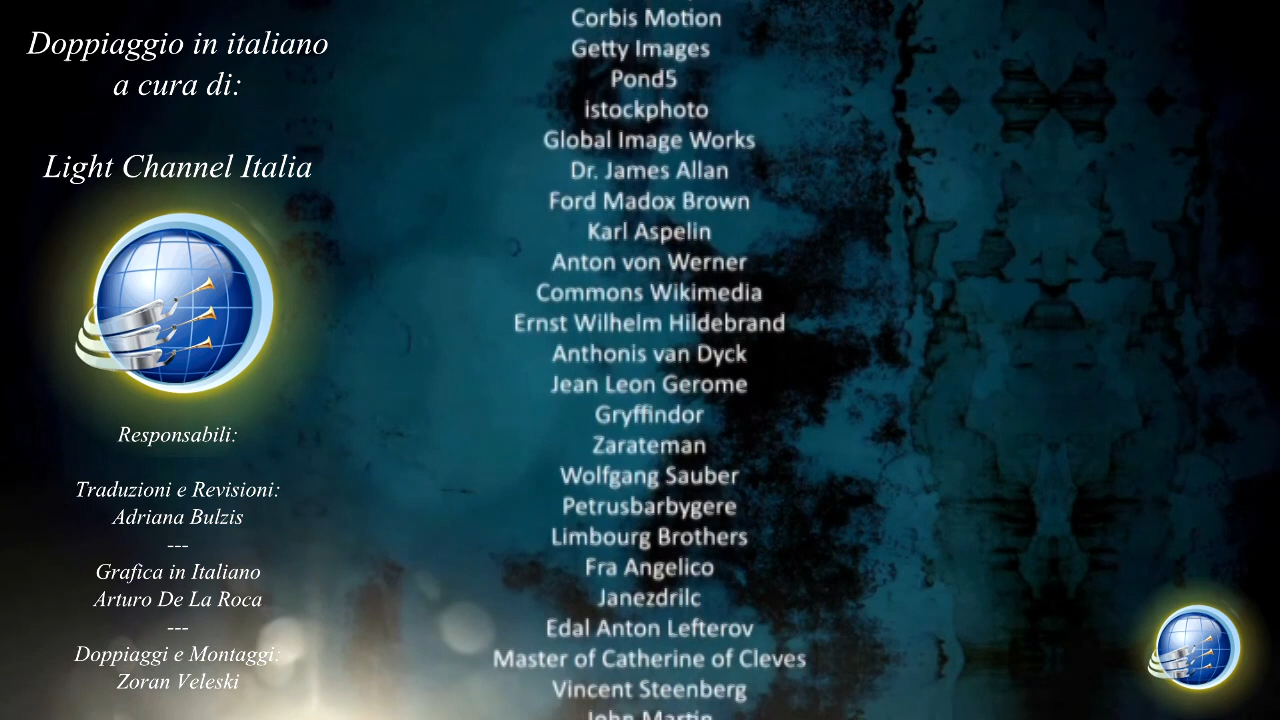 Doppiaggio in italiano
a cura di:
Light Channel Italia
Responsabili:
Traduzioni e Revisioni:
Adriana Bulzis
---
Grafica in Italiano
Arturo De La Roca
---
Doppiaggi e Montaggi:
Zoran Veleski
Corbis Motion
Getty Images
Pond5
istockphoto
Global Image Works
Dr. James Allan
Ford Madox Brown
Karl Aspelin
Anton von Werner
Commons Wikimedia
Ernst Wilhelm Hildebrand
Anthonis van Dyck
Jean Leon Gerome
Gryffindor
Zarateman
Wolfgang Sauber
Petrusbarbygere
Limbourg Brothers
Fra Angelico
Janezdrilc
Edal Anton Lefterov
Master of Catherine of Cleves
Vincent Steenberg
John Martin